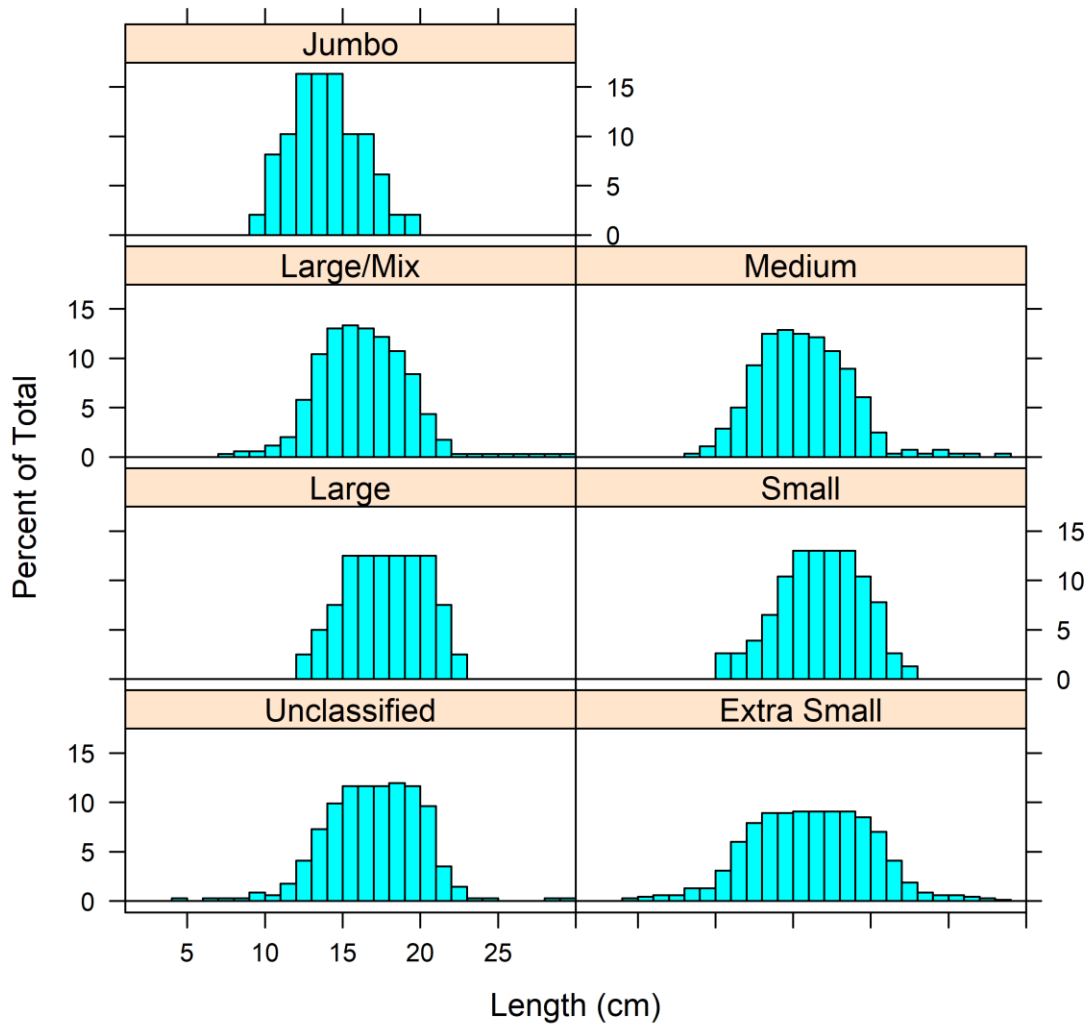 Jumbo
15
10
5
0
Large/Mix
Medium
15
10
5
0
Large
Small
15
10
5
0
Unclassified
Extra Small
15
10
5
0
5 10 15 20 25
Length (cm)
Percent of Total